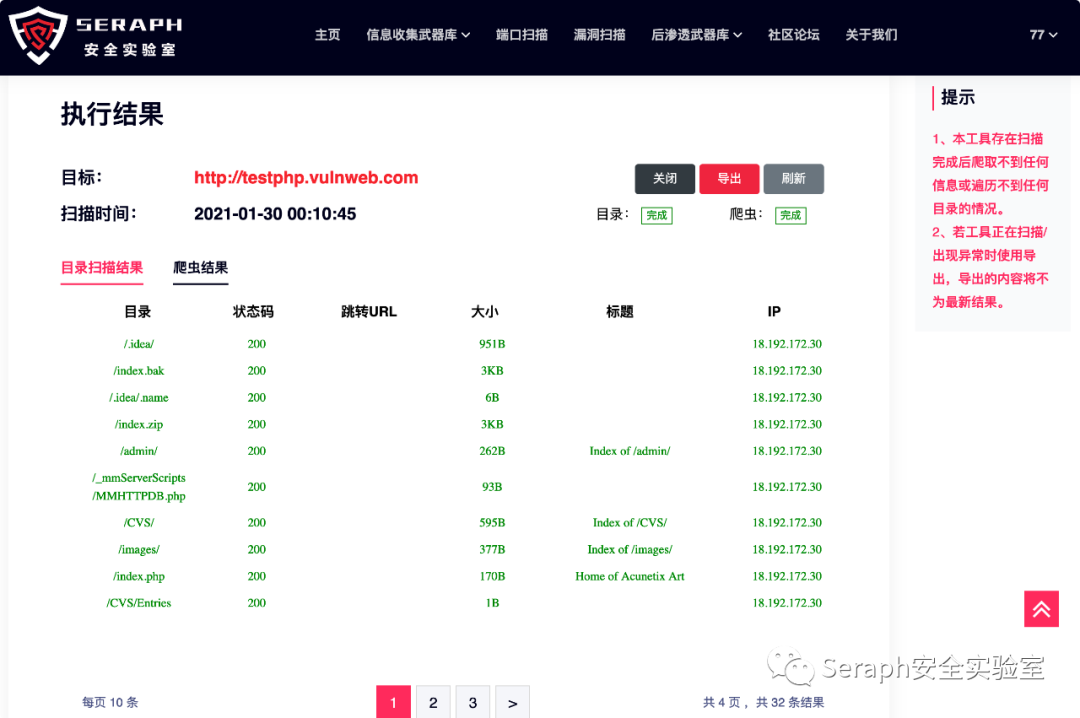 SERAPH
安全实验室
主页 信息收集武器库 端口扫描 漏洞扫描 后渗透武器库 社区论坛 关于我们 77
执行结果
目标： http://testphp.vulnweb.com 关闭 导出 刷新
扫描时间： 2021-01-30 00:10:45 目录： 完成 爬虫： 完成
目录扫描结果 爬虫结果
目录 状态码 跳转URL 大小 标题 IP
/.idea/ 200 951B 18.192.172.30
/index.bak 200 3KB 18.192.172.30
/.idea/.name 200 6B 18.192.172.30
/index.zip 200 3KB 18.192.172.30
/admin/ 200 262B Index of /admin/ 18.192.172.30
/_mmServerScripts
/MMHTTPDB.php 200 93B 18.192.172.30
/CVS/ 200 595B Index of /CVS/ 18.192.172.30
/images/ 200 377B Index of /images/ 18.192.172.30
/index.php 200 170B Home of Acunetix Art 18.192.172.30
/CVS/Entries 200 1B 18.192.172.30
每页 10 条 1 2 3 > 共 4 页 ，共 32 条结果
提示
1、本工具存在扫描
完成后爬取不到任何
信息或遍历不到任何
目录的情况。
2、若工具正在扫描/
出现异常时使用导
出，导出的内容将不
为最新结果。
Seraph安全实验室